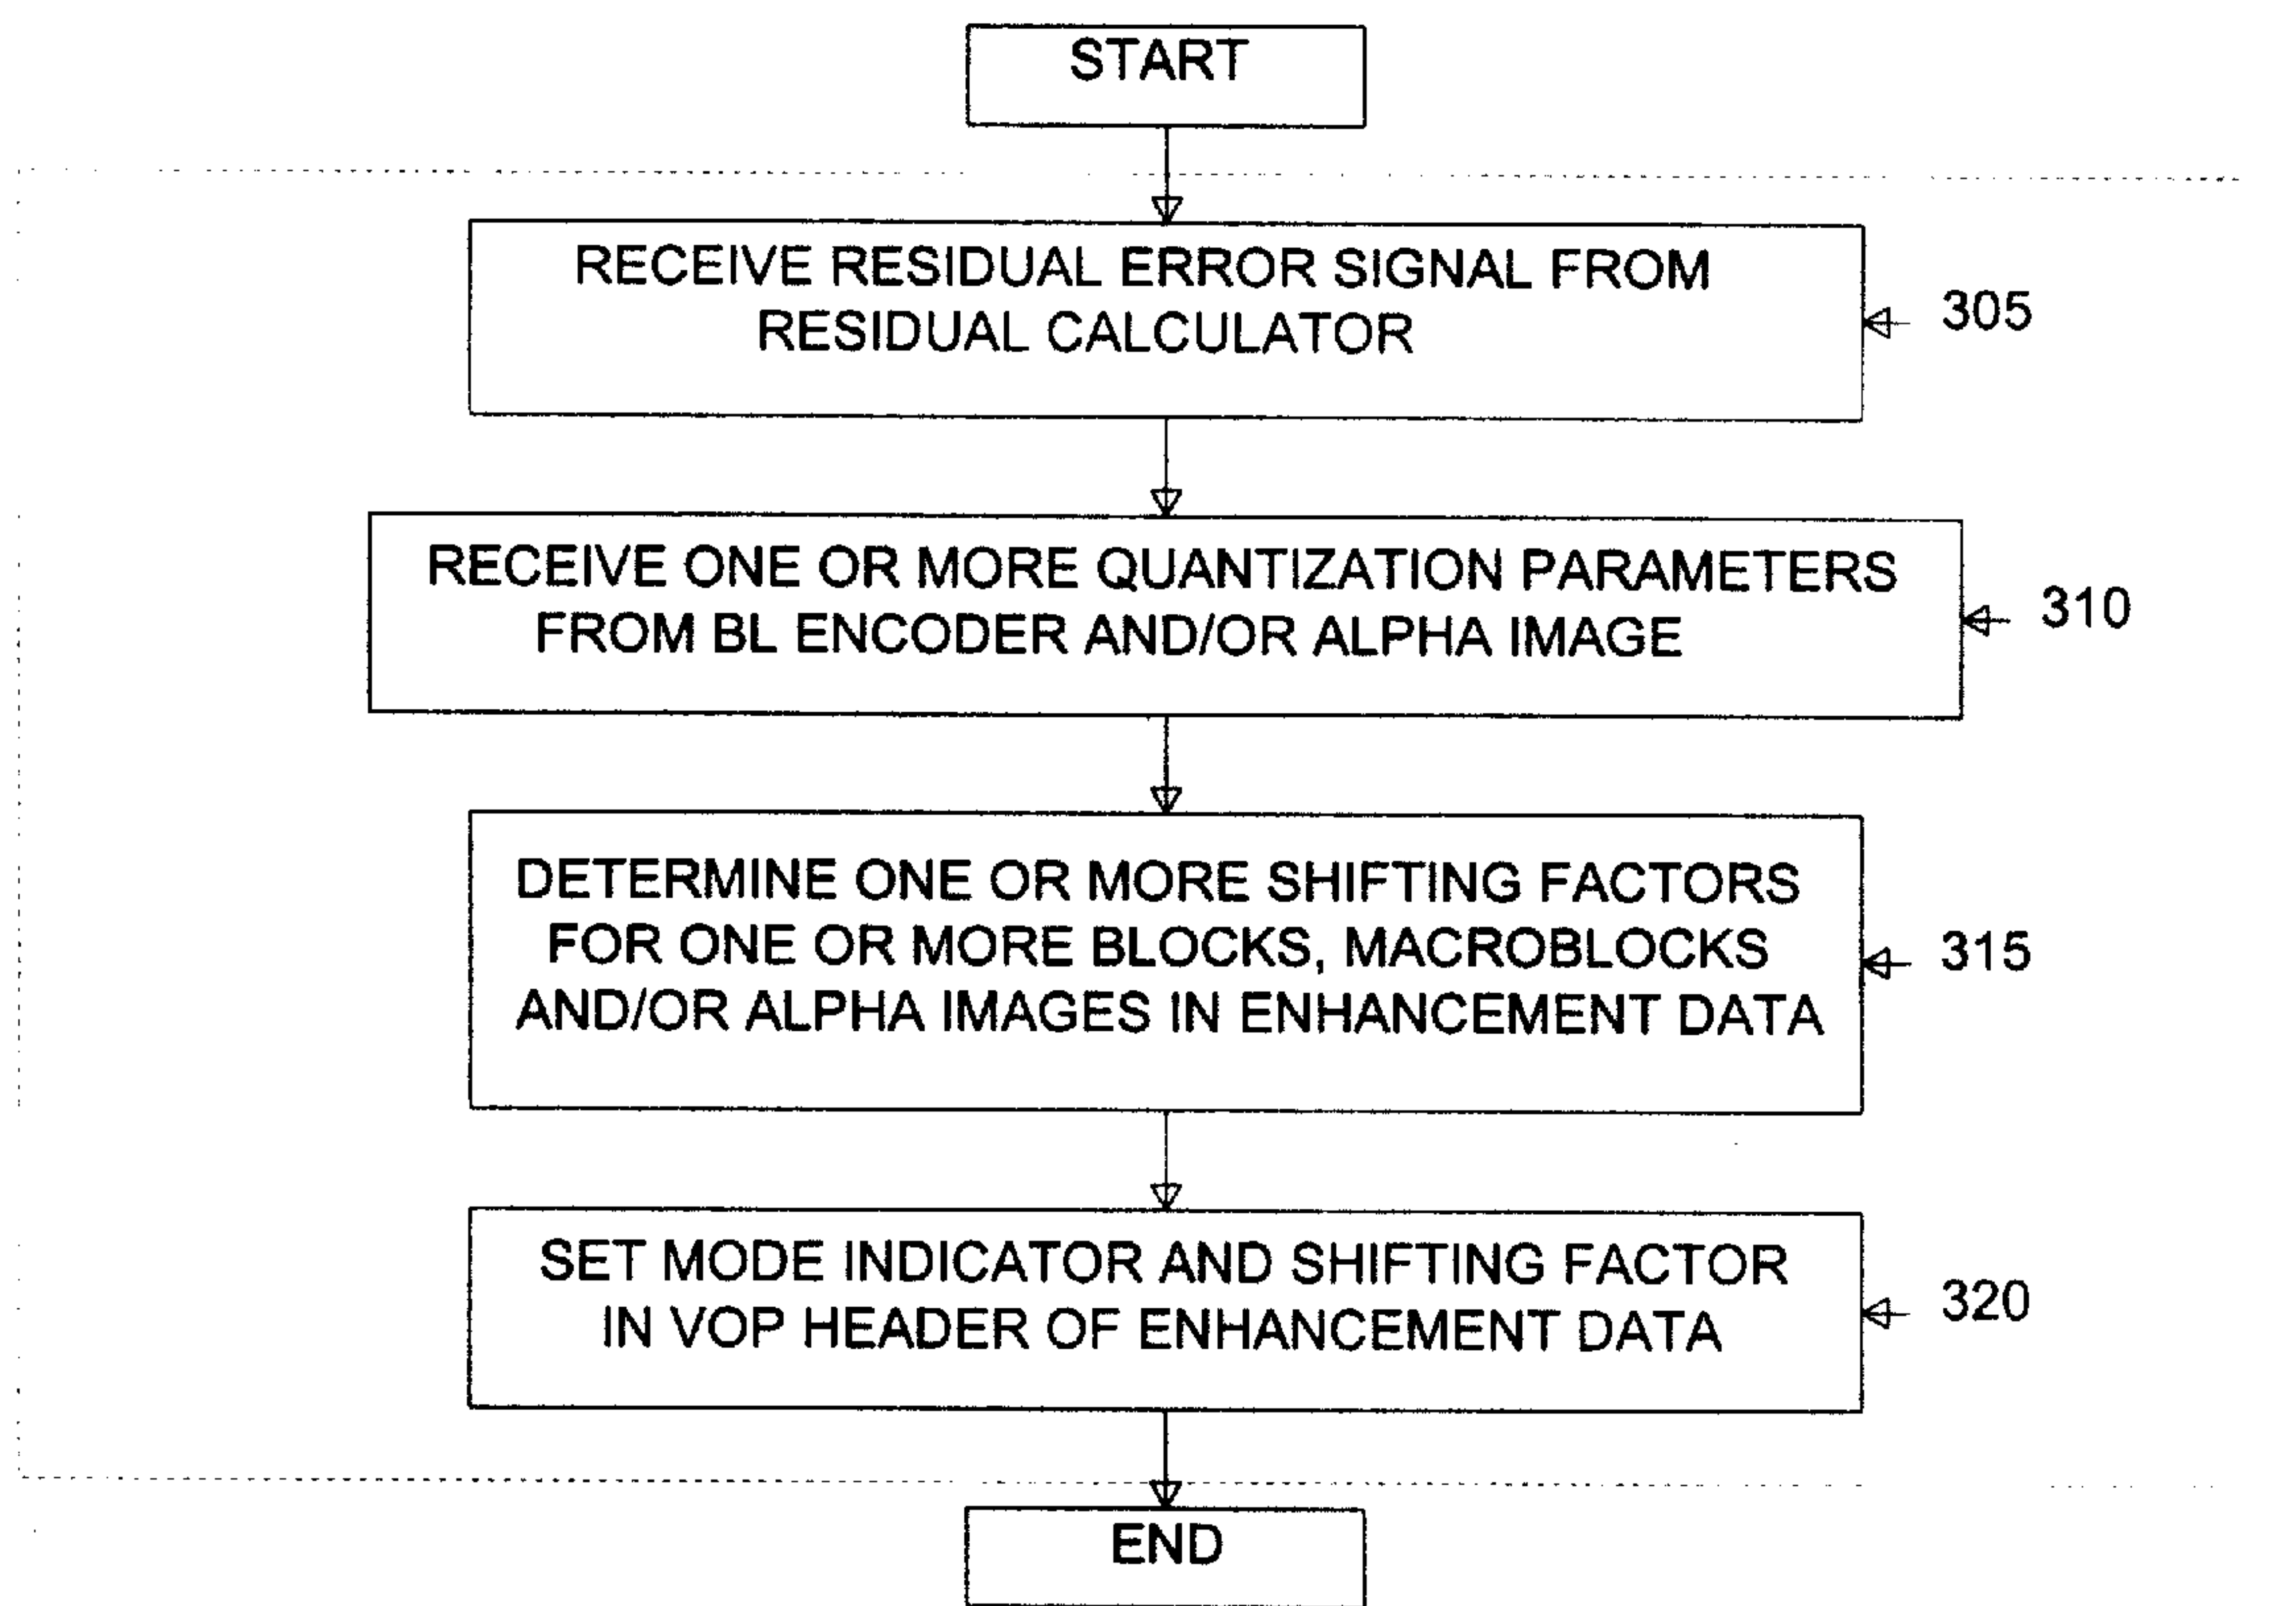 START
RECEIVE RESIDUAL ERROR SIGNAL FROM
RESIDUAL CALCULATOR
305
RECEIVE ONE OR MORE QUANTIZATION PARAMETERS
FROM BL ENCODER AND/OR ALPHA IMAGE
310
DETERMINE ONE OR MORE SHIFTING FACTORS
FOR ONE OR MORE BLOCKS, MACROBLOCKS
AND/OR ALPHA IMAGES IN ENHANCEMENT DATA
315
SET MODE INDICATOR AND SHIFTING FACTOR
IN VOP HEADER OF ENHANCEMENT DATA
320
END